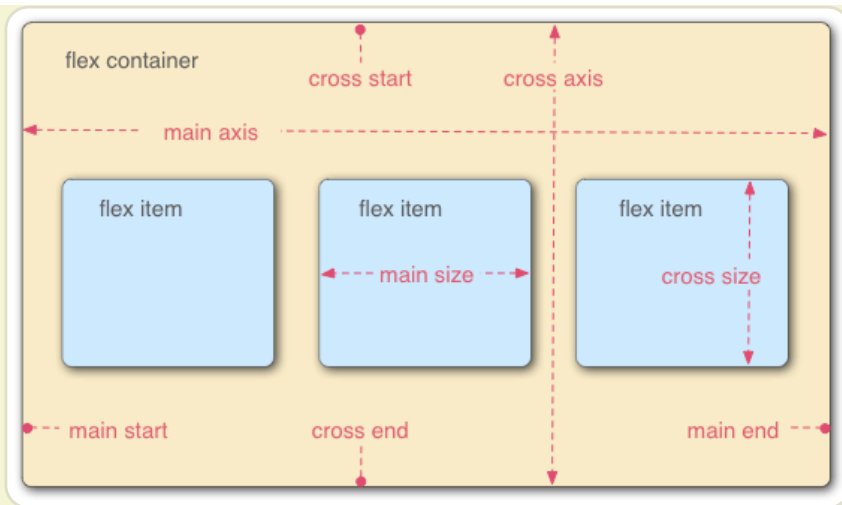 flex container
cross start
cross axis
main axis
flex item
flex item
flex item
main size
cross size
main start
cross end
main end